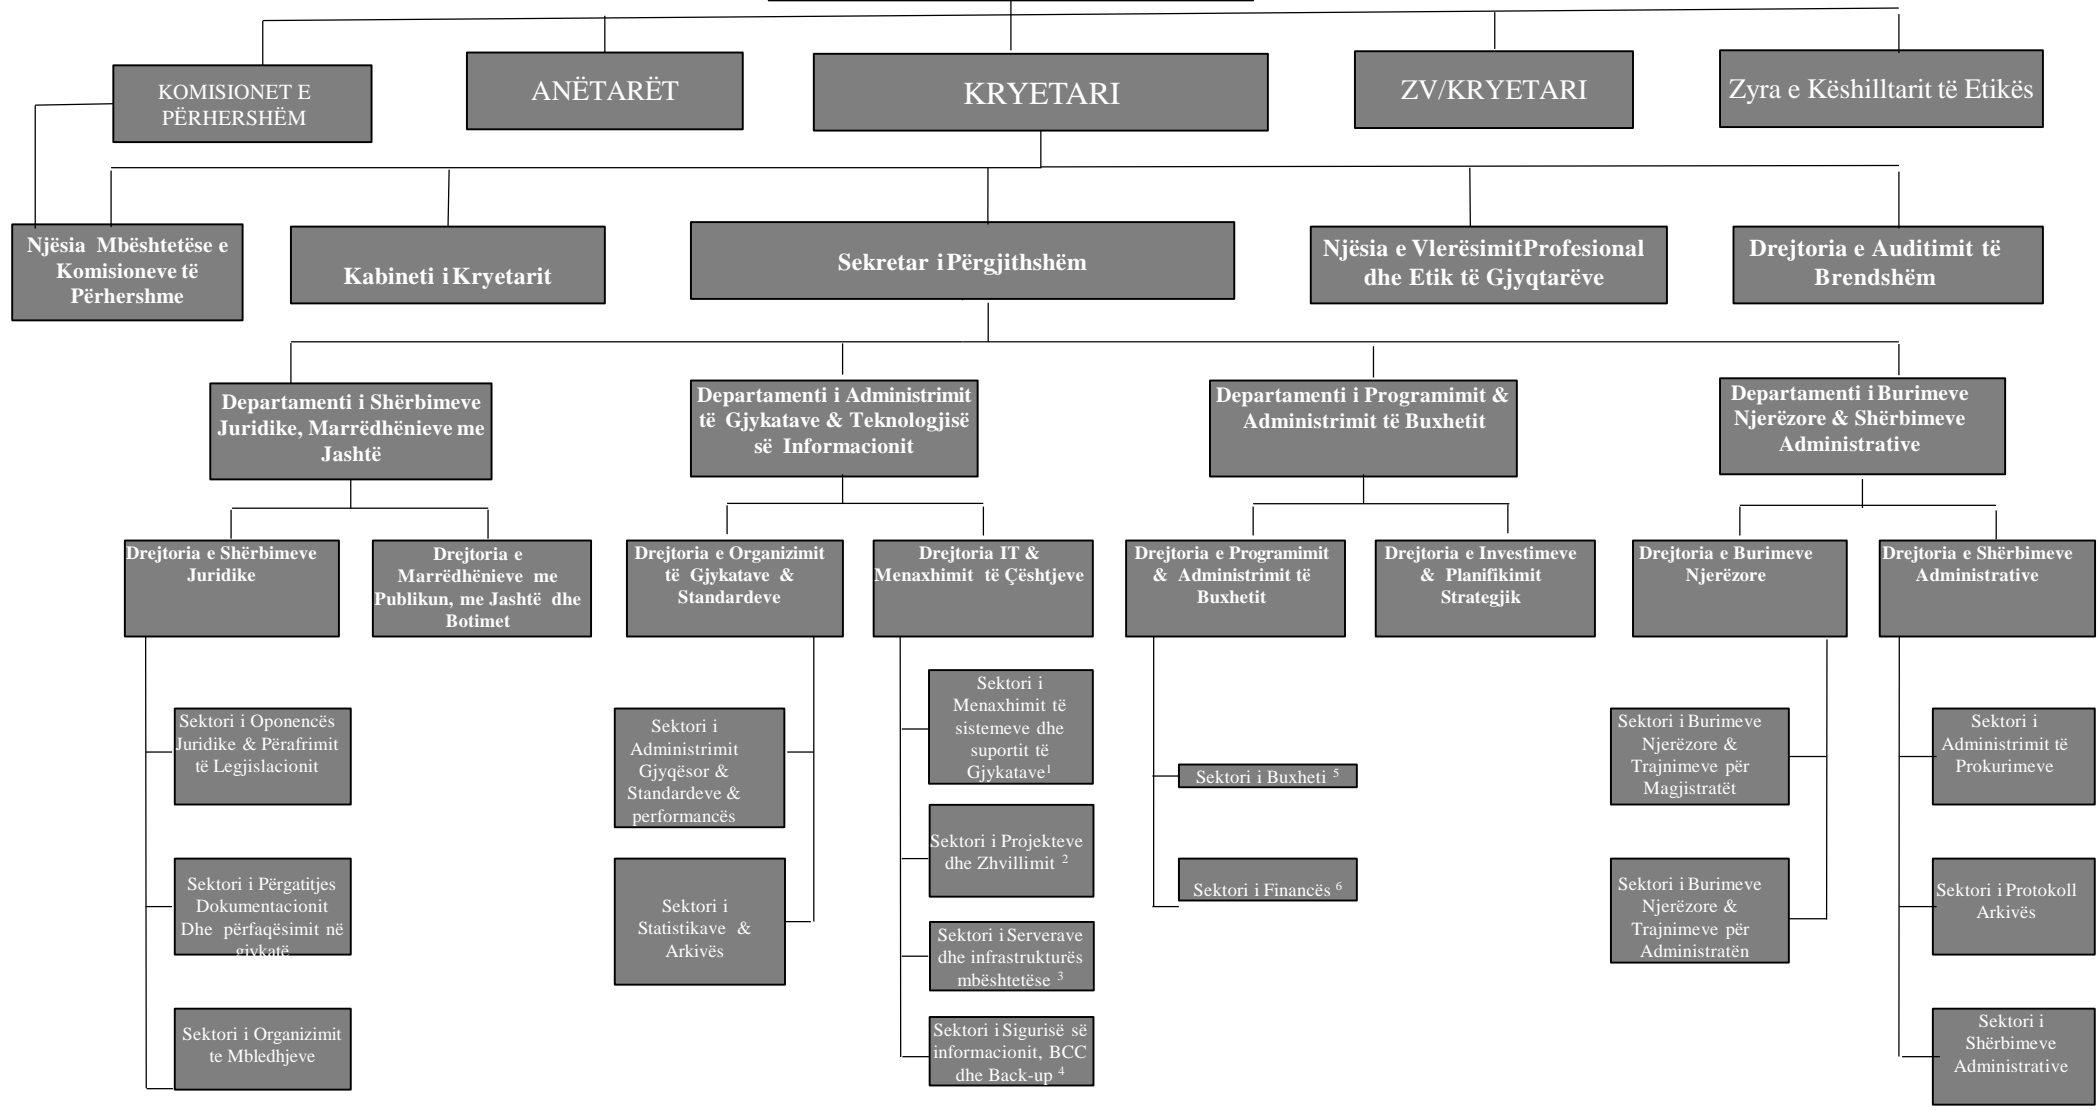 KOMISIONET E
PËRHERSHËM
ANËTARËT
KRYETARI
ZV/KRYETARI
Zyra e Këshilltarit të Etikës
Njësia Mbështetëse e
Komisioneve të
Përhershme
Kabineti i Kryetarit
Sekretar i Përgjithshëm
Njësia e VlerësimitProfesional
dhe Etik të Gjyqtarëve
Drejtoria e Auditimit të
Brendshëm
Departamenti i Shërbimeve
Juridike, Marrëdhënieve me
Jashtë
Departamenti i Administrimit
të Gjykatave & Teknologjisë
së Informacionit
Departamenti i Programimit &
Administrimit të Buxhetit
Departamenti i Burimeve
Njerëzore & Shërbimeve
Administrative
Drejtoria e Shërbimeve
Juridike
Drejtoria e
Marrëdhënieve me
Publikun, me Jashtë dhe
Botimet
Drejtoria e Organizimit
të Gjykatave &
Standardeve
Drejtoria IT &
Menaxhimit të Çështjeve
Drejtoria e Programimit
& Administrimit të
Buxhetit
Drejtoria e Investimeve
& Planifikimit
Strategjik
Drejtoria e Burimeve
Njerëzore
Drejtoria e Shërbimeve
Administrative
Sektori i Oponencës
Juridike & Përafrimit
të Legjislacionit
Sektori i Përgatitjes
Dokumentacionit
Dhe përfaqësimit në
gjykatë
Sektori i Organizimit
te Mbledhjeve
Sektori i
Administrimit
Gjyqësor &
Standardeve &
performancës
Sektori i
Statistikave &
Arkivës
Sektori i
Menaxhimit të
sistemeve dhe
suportit të
Gjykatave¹
Sektori i Projekteve
dhe Zhvillimit ²
Sektori i Serverave
dhe infrastrukturës
mbështetëse ³
Sektori i Sigurisë së
informacionit, BCC
dhe Back-up ⁴
Sektori i Buxheti ⁵
Sektori i Financës ⁶
Sektori i Burimeve
Njerëzore &
Trajnimeve për
Magjistratët
Sektori i Burimeve
Njerëzore &
Trajnimeve për
Administratën
Sektori i
Administrimit të
Prokurimeve
Sektori i Protokoll
Arkivës
Sektori i
Shërbimeve
Administrative